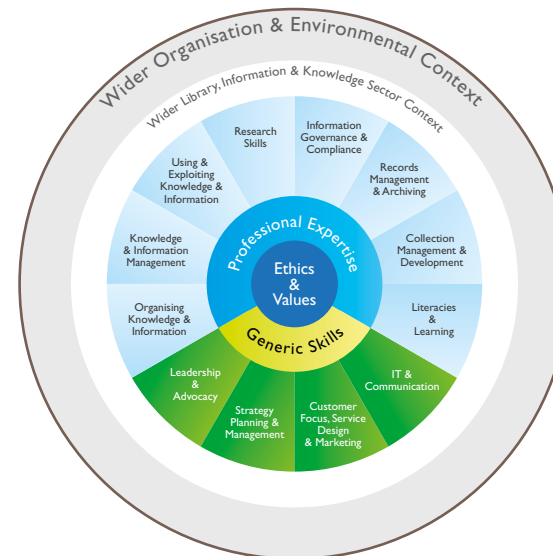 Wider Organisation & Environmental Context
Wider Library, Information & Knowledge Sector Context
Research
Skills
Information
Governance &
Compliance
Using &
Exploiting
Knowledge &
Information
Records
Management
& Archiving
Knowledge
& Information
Management
Collection
Management &
Development
Organising
Knowledge &
Information
Literacies
&
Learning
Professional Expertise
Ethics
&
Values
Generic Skills
Leadership
&
Advocacy
Strategy
Planning &
Management
Customer
Focus, Service
Design
& Marketing
IT &
Communication